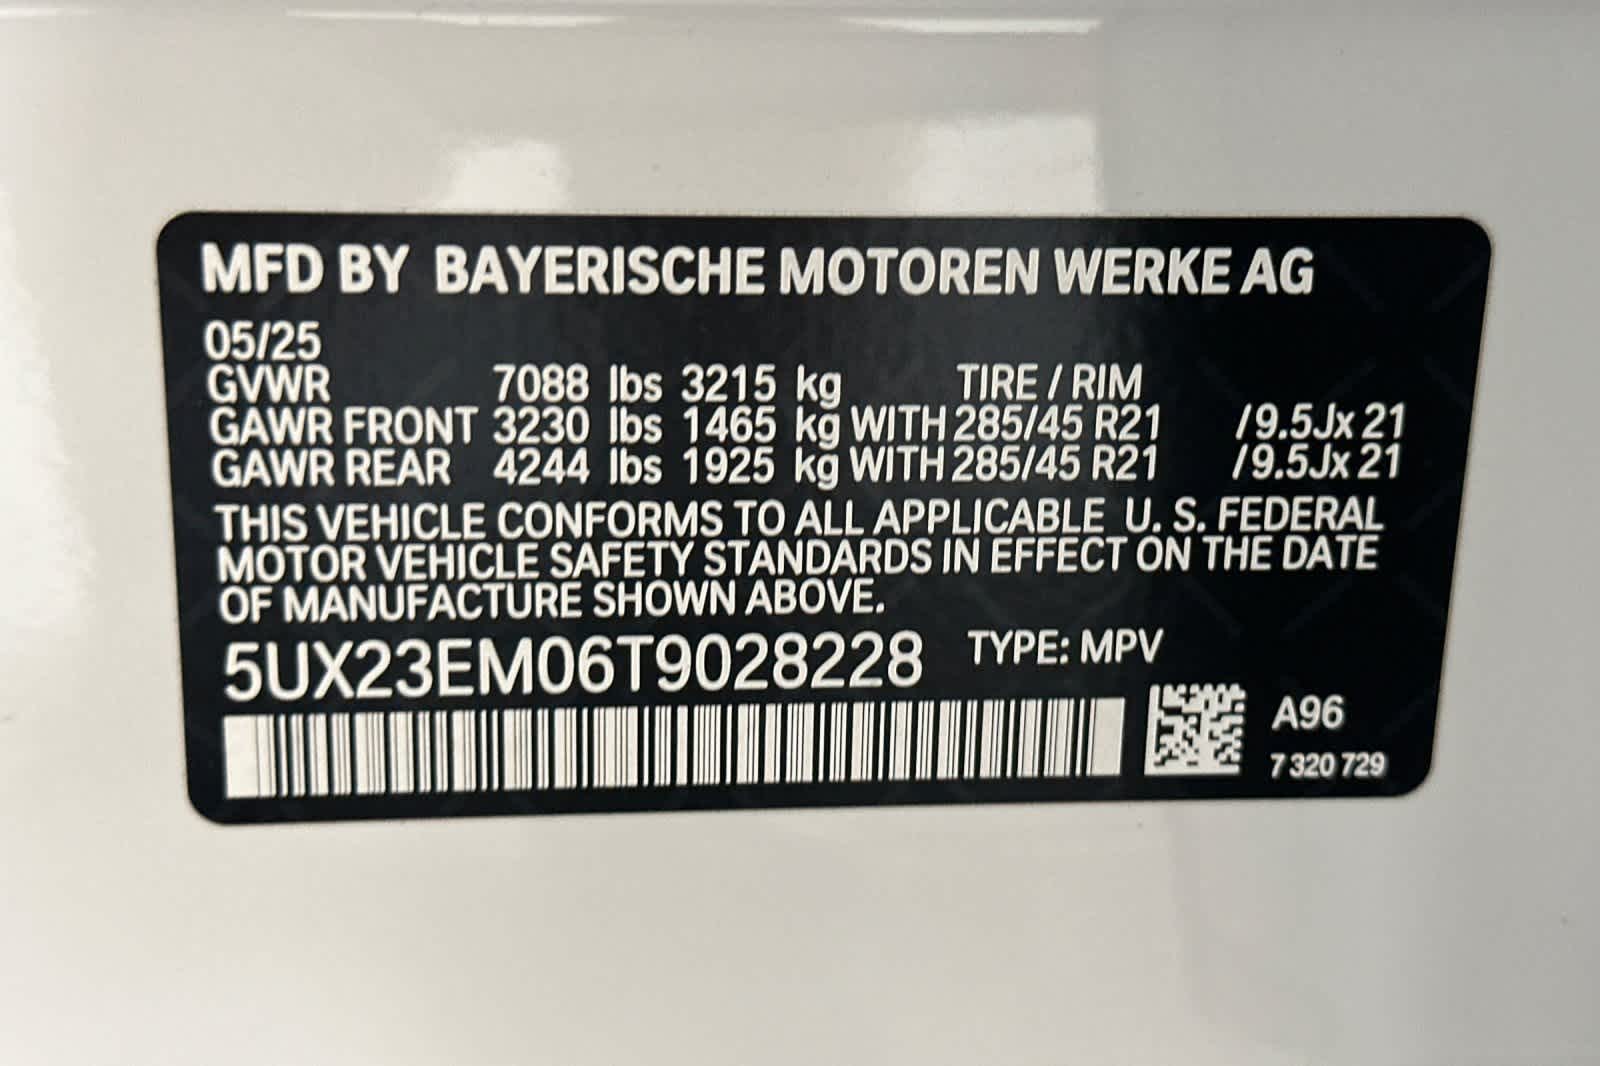 MFD BY BAYERISCHE MOTOREN WERKE AG
05/25
GVWR 7088 lbs 3215 kg TIRE / RIM
GAWR FRONT 3230 lbs 1465 kg WITH 285/45 R21 /9.5Jx 21
GAWR REAR 4244 lbs 1925 kg WITH 285/45 R21 /9.5Jx 21
THIS VEHICLE CONFORMS TO ALL APPLICABLE U. S. FEDERAL
MOTOR VEHICLE SAFETY STANDARDS IN EFFECT ON THE DATE
OF MANUFACTURE SHOWN ABOVE.
5UX23EM06T9028228 TYPE: MPV
A96
7 320 729